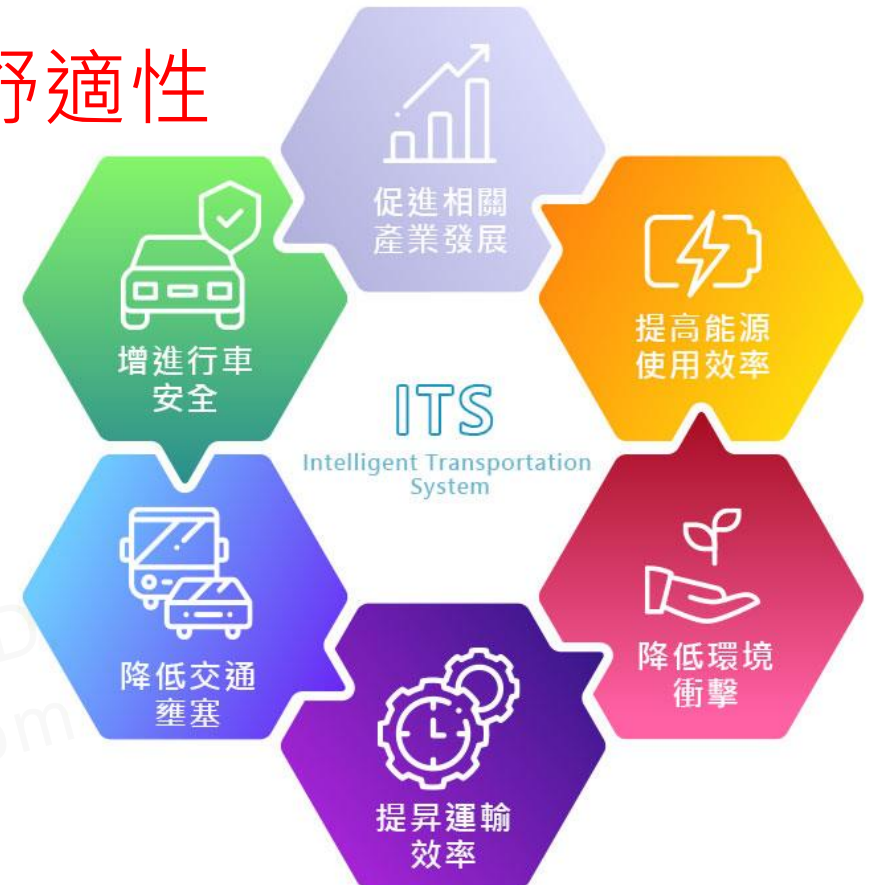 舒適性
促進相關
產業發展
增進行車
安全
提高能源
使用效率
ITS
Intelligent Transportation
System
降低交通
壅塞
降低環境
衝擊
提昇運輸
效率